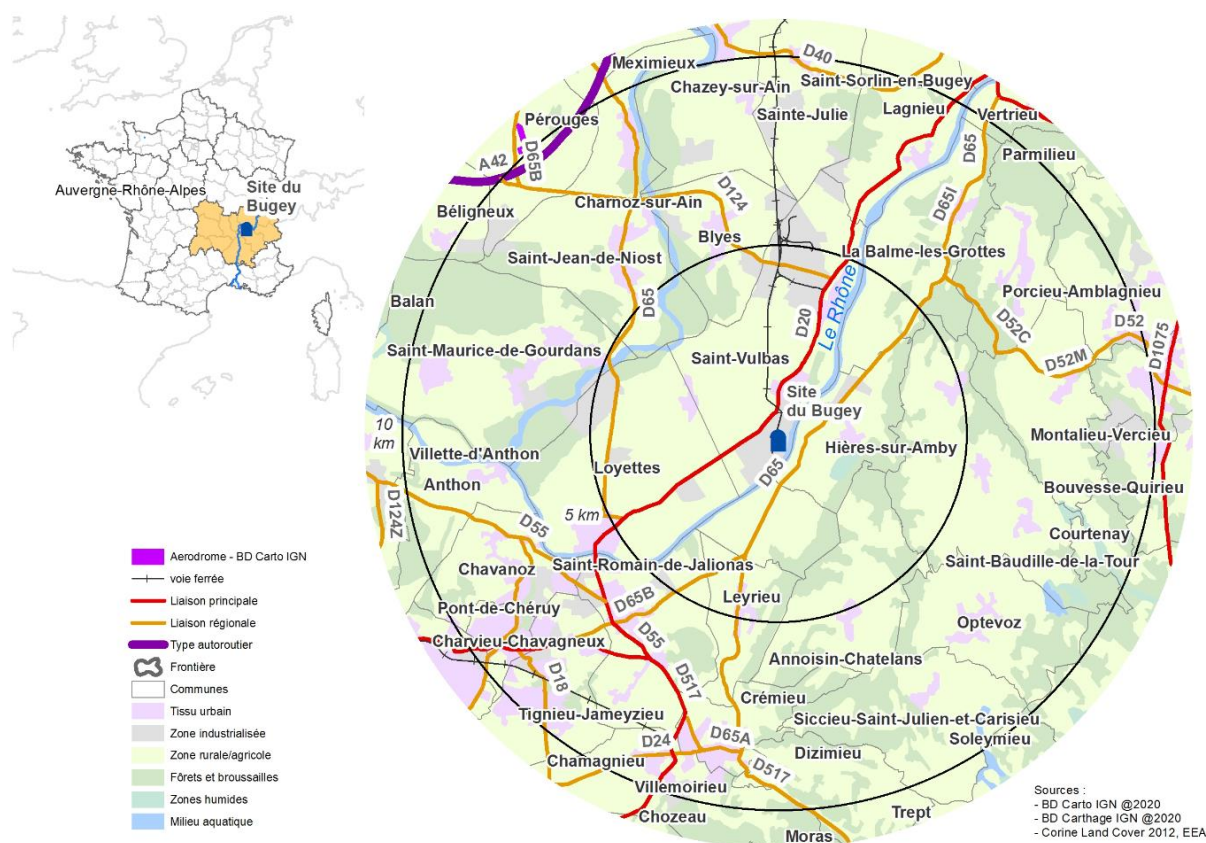 Auvergne-Rhône-Alpes
Site du
Bugey
Aerodrome - BD Carto IGN
voie ferrée
Liaison principale
Liaison régionale
Type autoroutier
Frontière
Communes
Tissu urbain
Zone industrialisée
Zone rurale/agricole
Fôrets et broussailles
Zones humides
Milieu aquatique
D40
Meximieux
Saint-Sorlin-en-Bugey
Chazey-sur-Ain
Lagnieu
Sainte-Julie
Vertrieu
Pérouges
D65
Parmilieu
A42
D65B
D65I
D124
Charnoz-sur-Ain
Béligneux
Blyes
La Balme-les-Grottes
Saint-Jean-de-Niost
Porcieu-Amblagnieu
Balan
D65
Le Rhône
D20
D52C
D52
D1075
Saint-Maurice-de-Gourdans
Saint-Vulbas
D52M
Site
du Bugey
10
km
Villette-d'Anthon
Hières-sur-Amby
Montalieu-Vercieu
Loyettes
D65
Anthon
Bouvesse-Quirieu
D124Z
5 km
D55
Courtenay
Saint-Baudille-de-la-Tour
Chavanoz
Saint-Romain-de-Jalionas
Leyrieu
D65B
Pont-de-Chéruy
Optevoz
Charvieu-Chavagneux
D55
Annoisin-Chatelans
D18
D517
Crémieu
Tignieu-Jameyzieu
Siccieu-Saint-Julien-et-Carisieu
D24
D65A
Soleymieu
Dizimieu
Chamagnieu
D517
Villemoirieu
Trept
Chozeau
Moras
Sources :
- BD Carto IGN @2020
- BD Carthage IGN @2020
- Corine Land Cover 2012, EEA